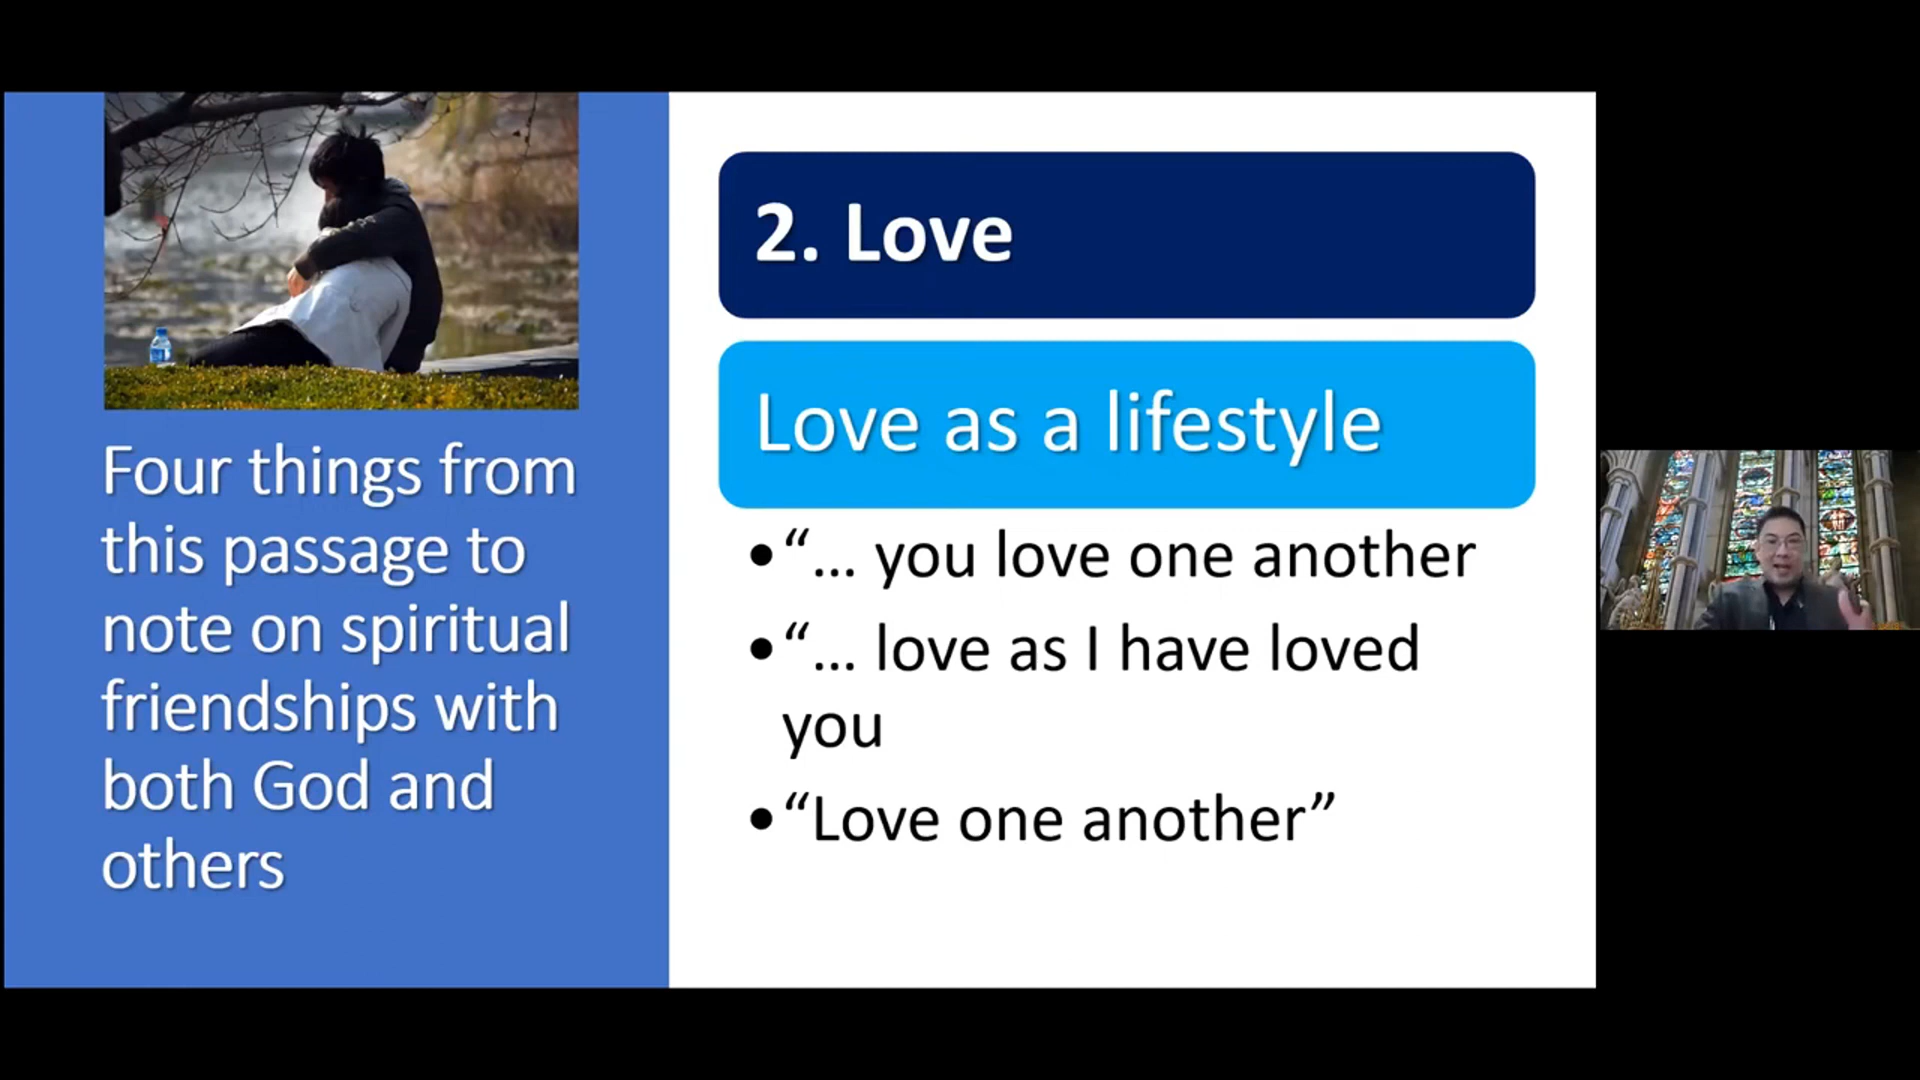 Four things from
this passage to
note on spiritual
friendships with
both God and
others
2. Love
Love as a lifestyle
•“... you love one another
•“... love as I have loved
you
•“Love one another”